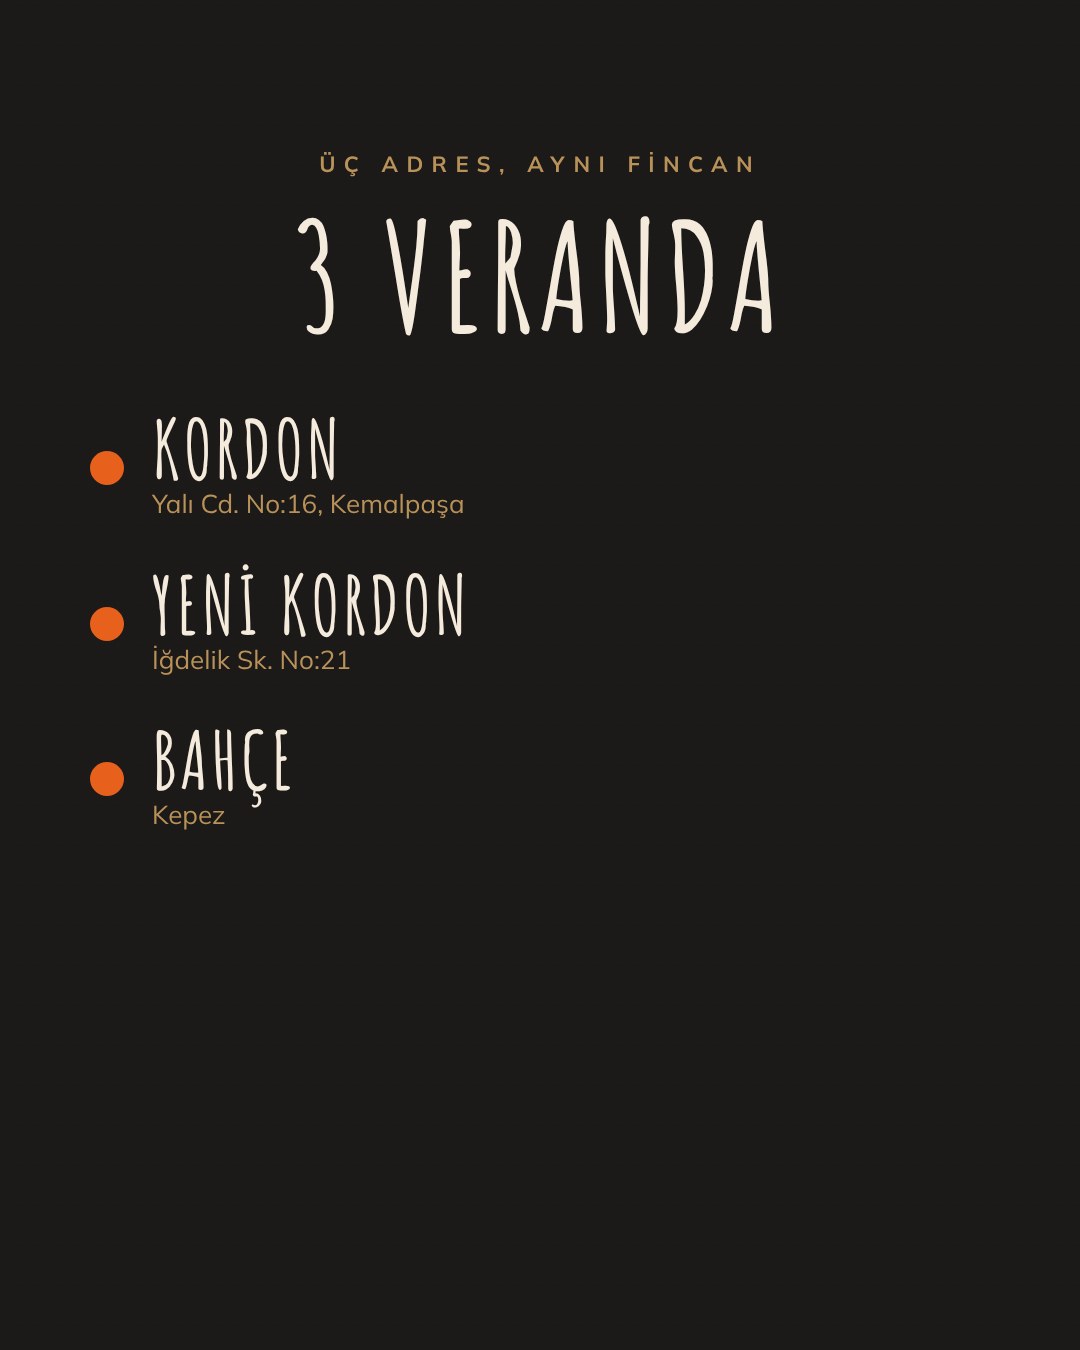 ÜÇ ADRES, AYNI FİNCAN
3 VERANDA
KORDON
Yalı Cd. No:16, Kemalpaşa
YENİ KORDON
İğdelik Sk. No:21
BAHÇE
Kepez